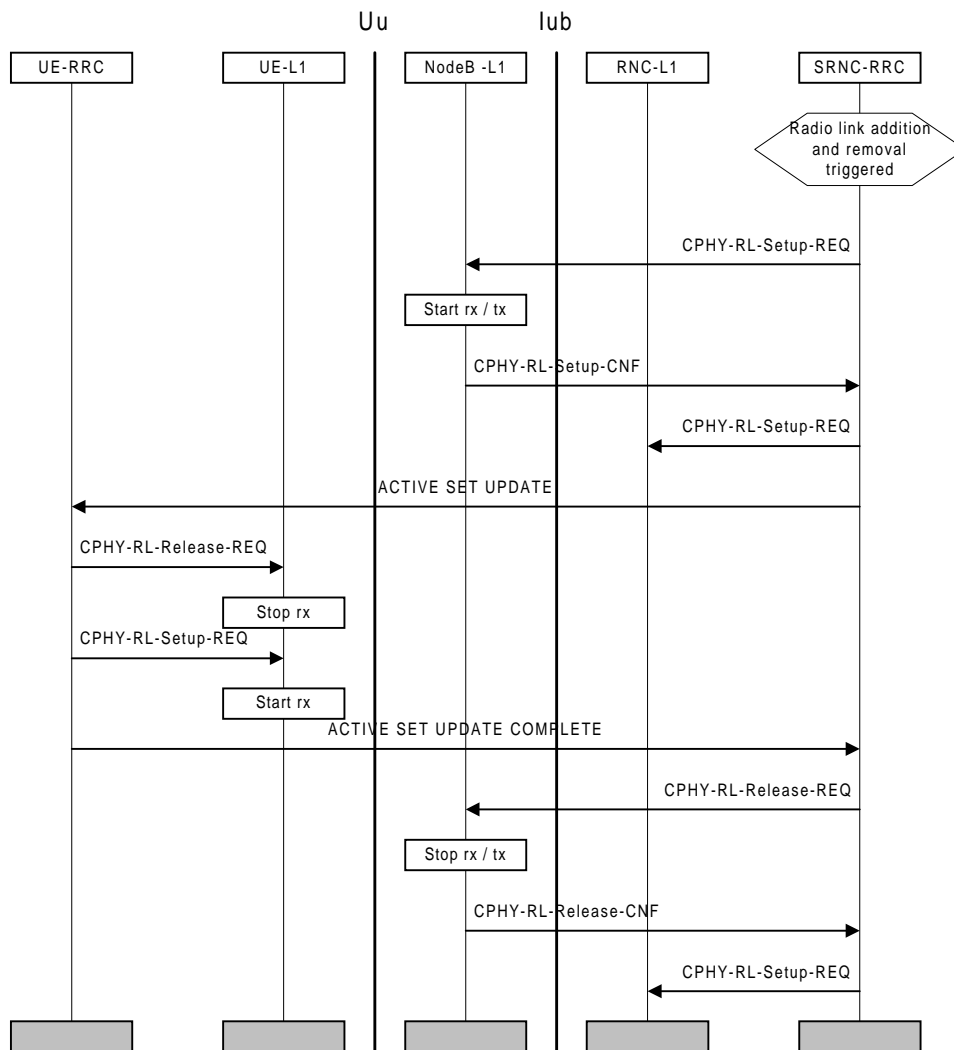 Uu
Iub
UE-RRC
UE-L1
NodeB -L1
RNC-L1
SRNC-RRC
Radio link addition
and removal
triggered
CPHY-RL-Setup-REQ
Start rx / tx
CPHY-RL-Setup-CNF
CPHY-RL-Setup-REQ
ACTIVE SET UPDATE
CPHY-RL-Release-REQ
Stop rx
CPHY-RL-Setup-REQ
Start rx
ACTIVE SET UPDATE COMPLETE
CPHY-RL-Release-REQ
Stop rx / tx
CPHY-RL-Release-CNF
CPHY-RL-Setup-REQ